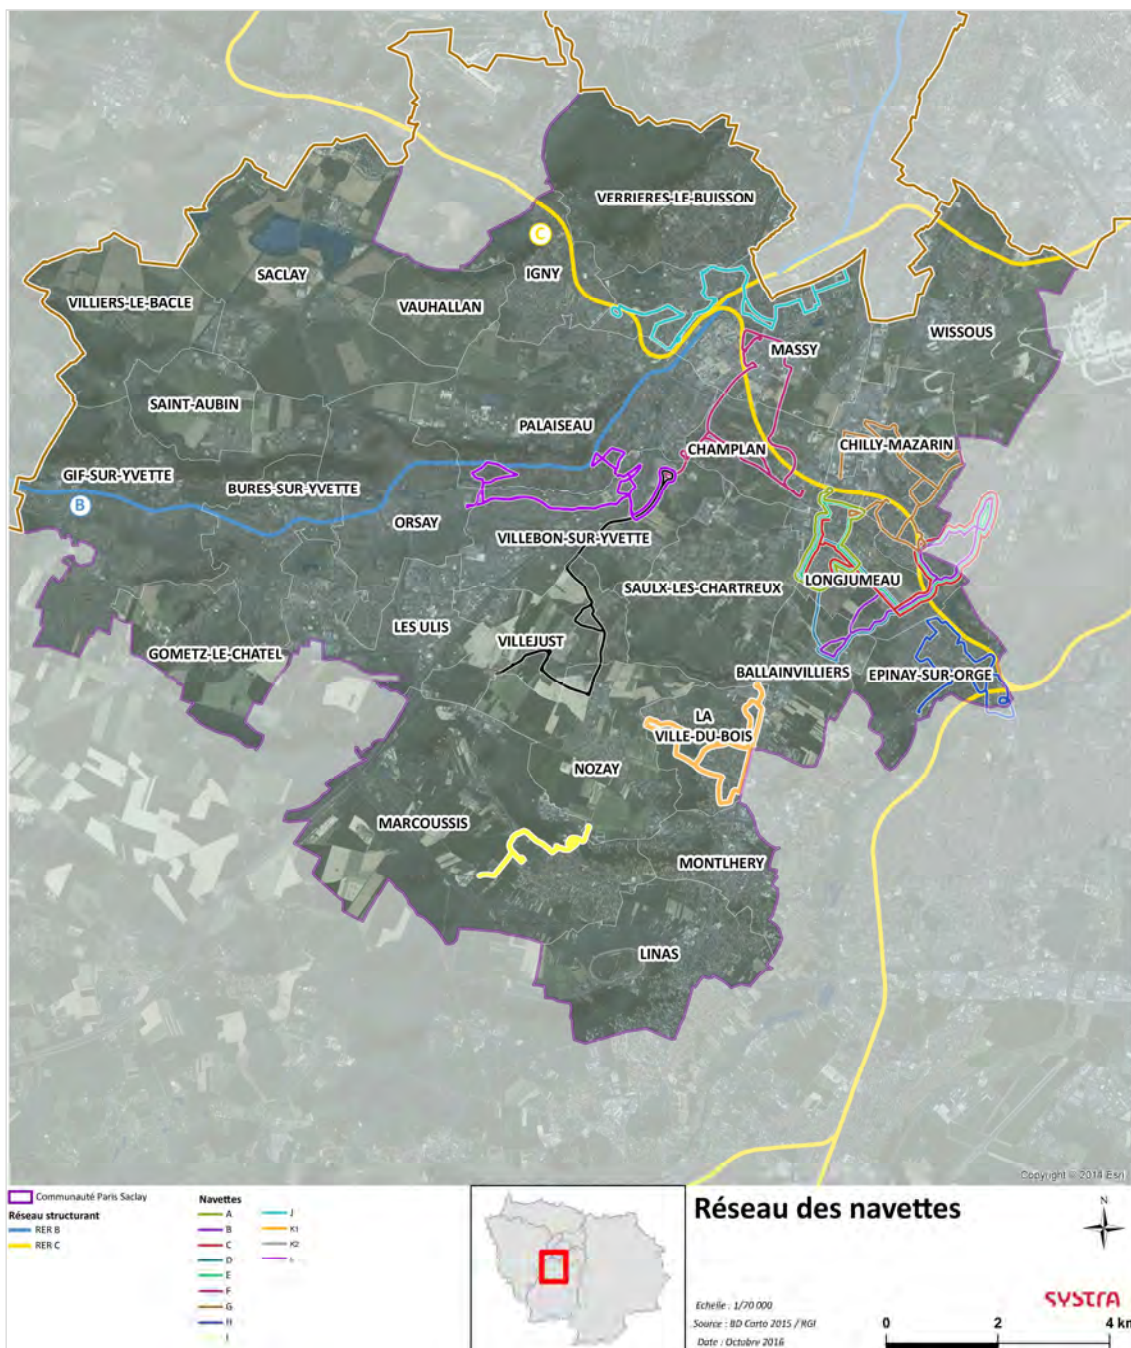 VERRIERES-LE-BUISSON
C
IGNY
SACLAY
VILLIERS-LE-BACLE
VAUHALLAN
WISSOUS
MASSY
SAINT-AUBIN
PALAISEAU
CHAMPLAN
CHILLY-MAZARIN
GIF-SUR-YVETTE
BURES-SUR-YVETTE
B
ORSAY
VILLEBON-SUR-YVETTE
SAULX-LES-CHARTREUX
LONGJUMEAU
LES ULIS
VILLEJUST
GOMETZ-LE-CHATEL
BALLAINVILLIERS
EPINAY-SUR-ORGE
LA
VILLE-DU-BOIS
NOZAY
MARCOUSSIS
MONTLHERY
LINAS
Copyright © 2014 Esri
Communauté Paris Saclay
Réseau structurant
RER B
RER C
Navettes
A
B
C
D
E
F
G
H
I
J
K1
K2
Réseau des navettes
N
Echelle : 1/70 000
Source : BD Carto 2015 / RGI
Date : Octobre 2016
SYSTRA
0 2 4 km